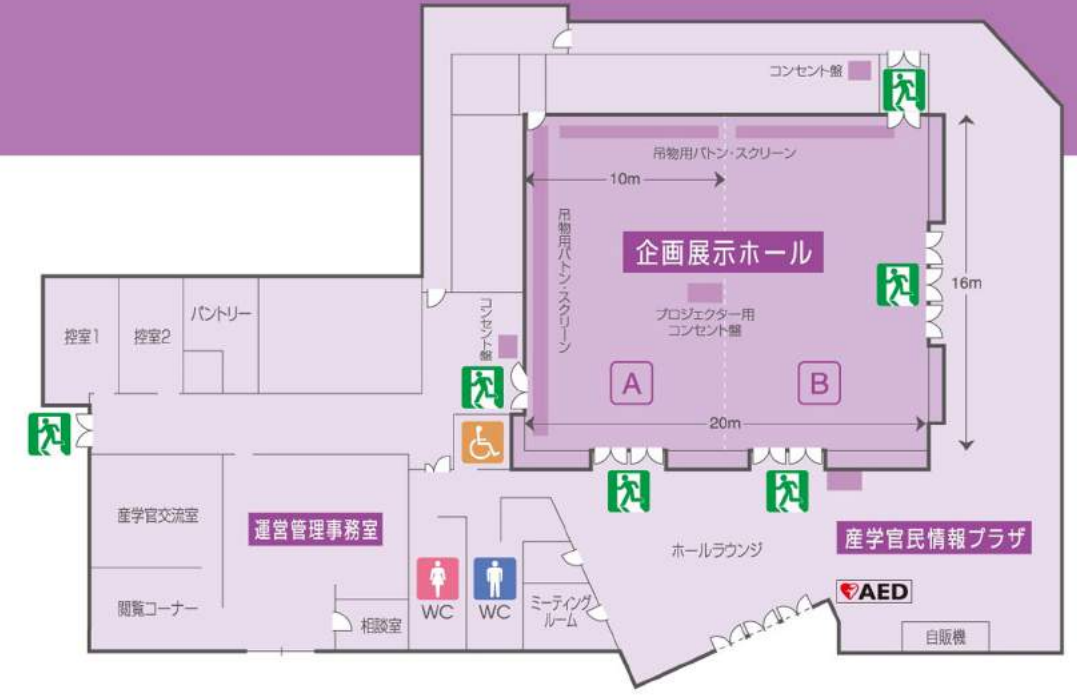 コンセント盤
吊物用バトン・スクリーン
10m
吊物用バトン・スクリーン
企画展示ホール
16m
プロジェクター用
コンセント盤
コンセント盤
A
B
20m
控室1
控室2
パントリー
産学官交流室
運営管理事務室
閲覧コーナー
相談室
WC
WC
ミーティング
ルーム
ホールラウンジ
産学官民情報プラザ
AED
自販機